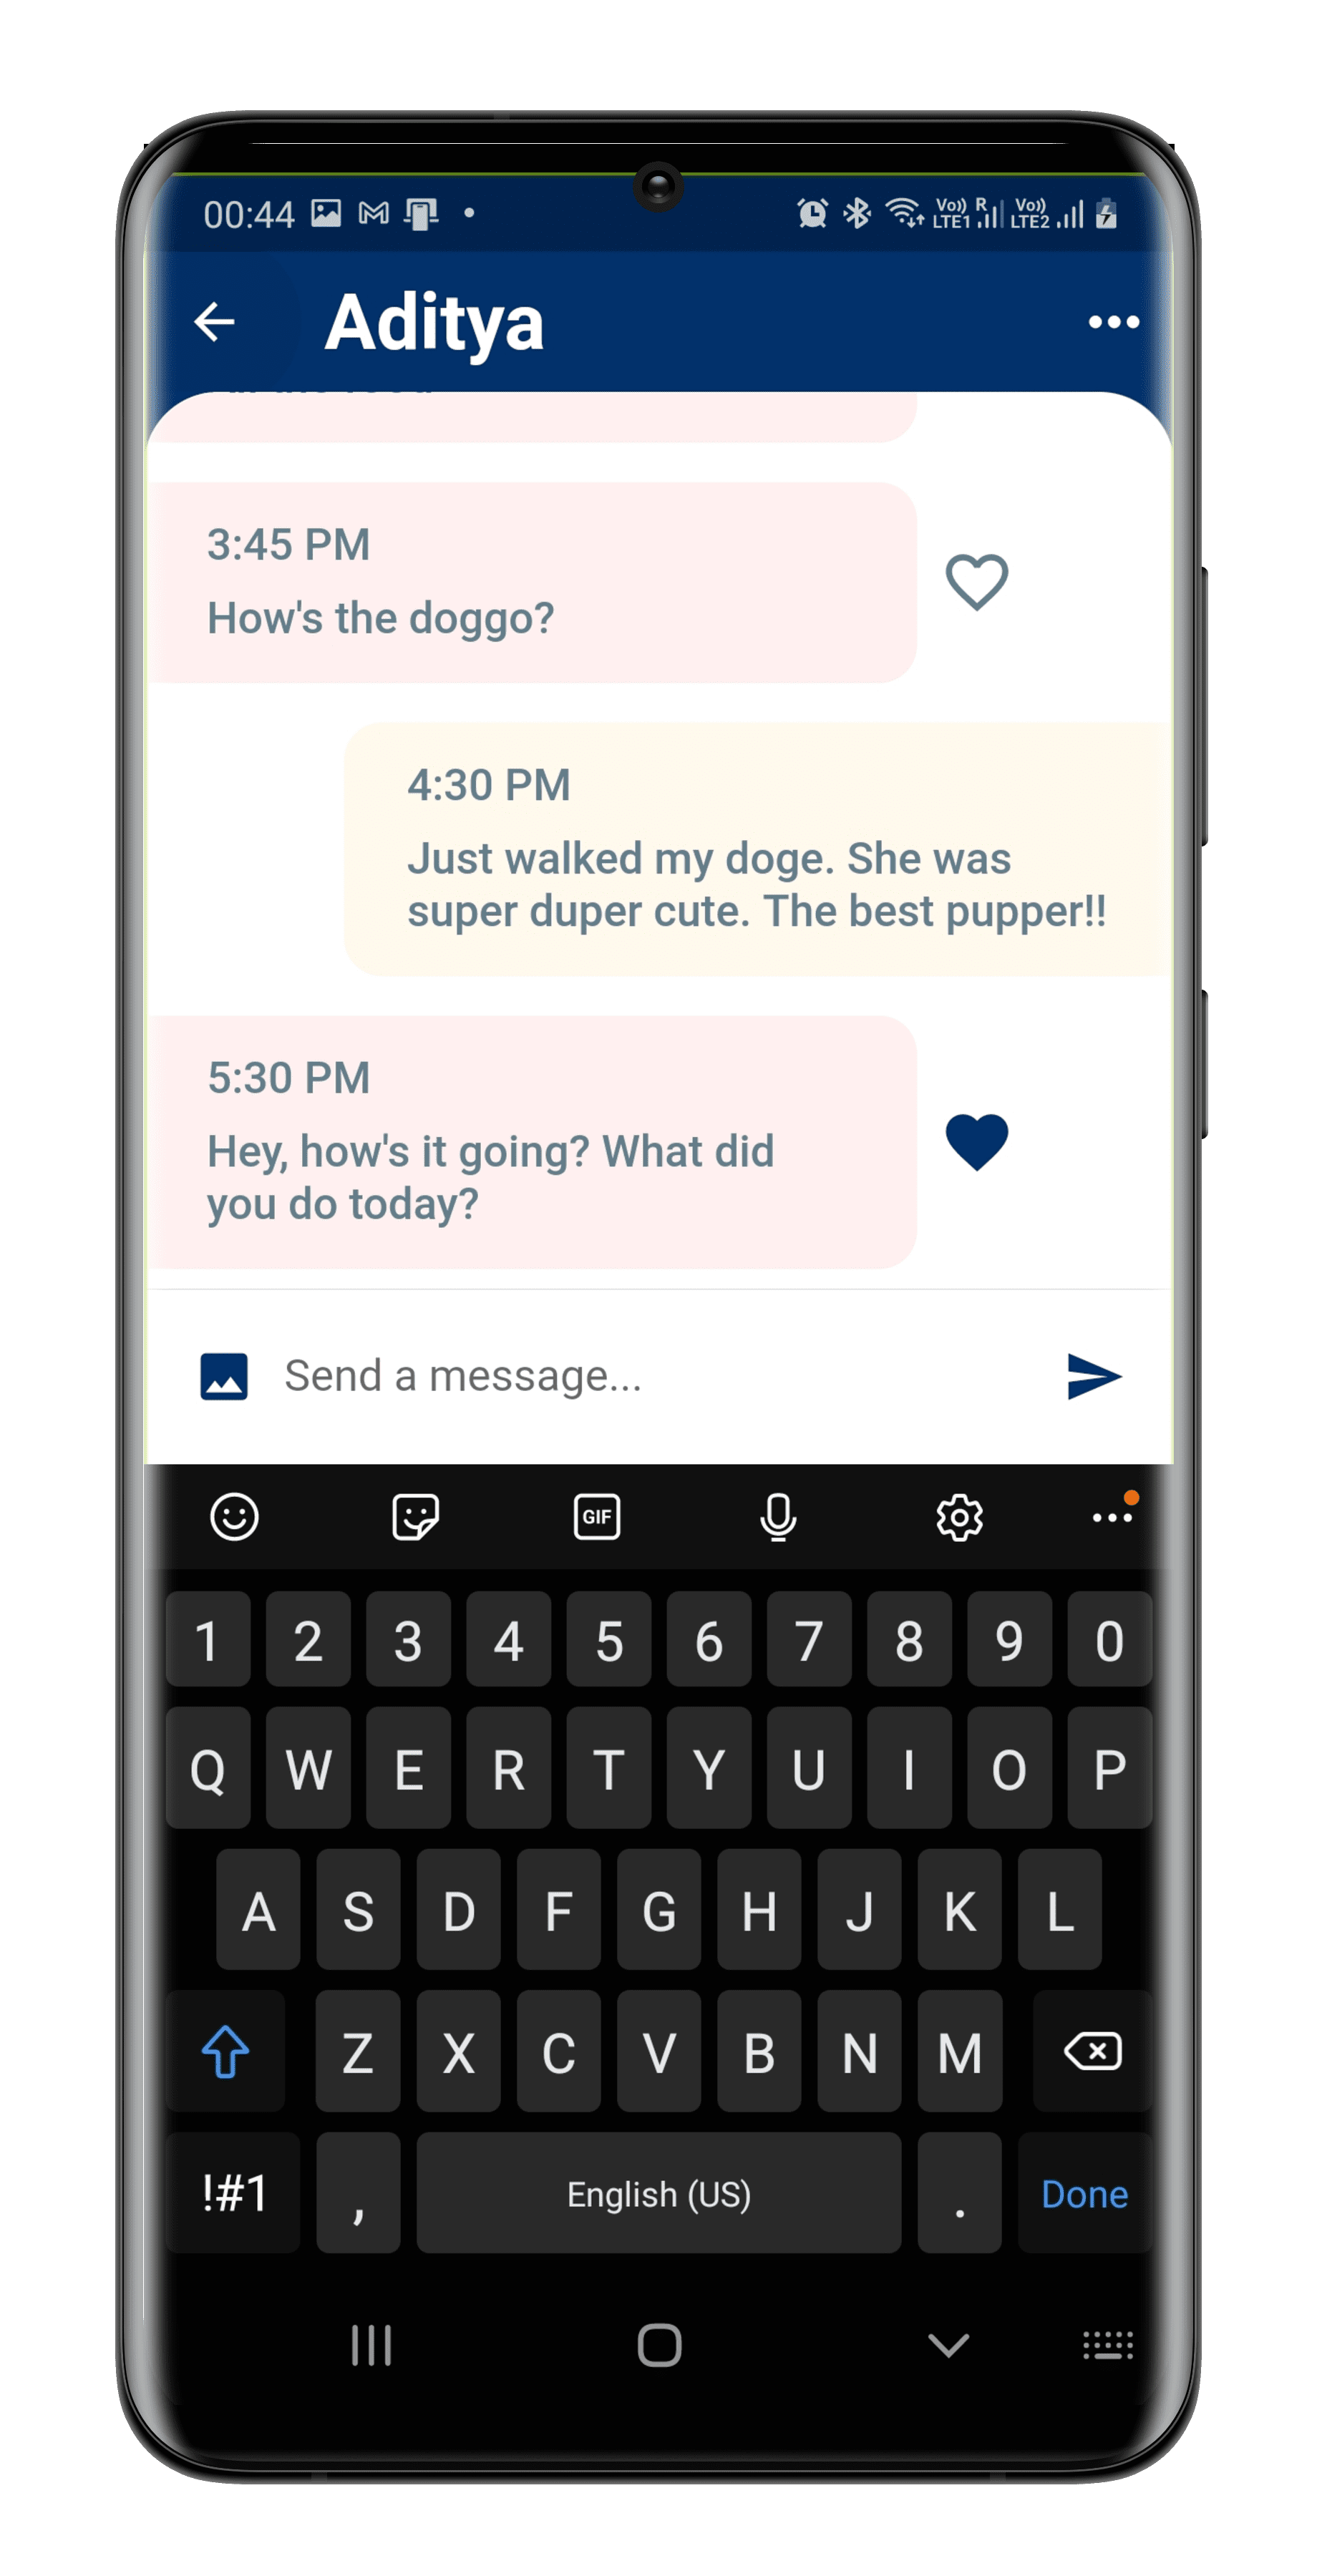 00:44
Vo)) R Vo))
LTE1 LTE2
Aditya
3:45 PM
How's the doggo?
4:30 PM
Just walked my doge. She was
super duper cute. The best pupper!!
5:30 PM
Hey, how's it going? What did
you do today?
Send a message...
GIF
1 2 3 4 5 6 7 8 9 0
Q W E R T Y U I O P
A S D F G H J K L
Z X C V B N M
!#1 , English (US) . Done